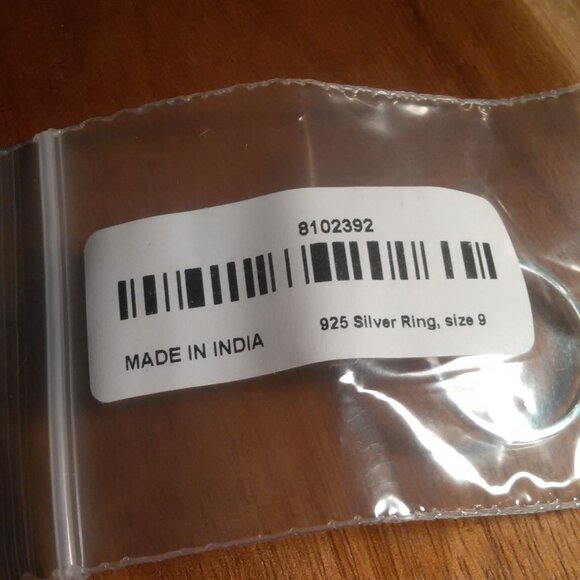 8102392
925 Silver Ring, size 9
MADE IN INDIA